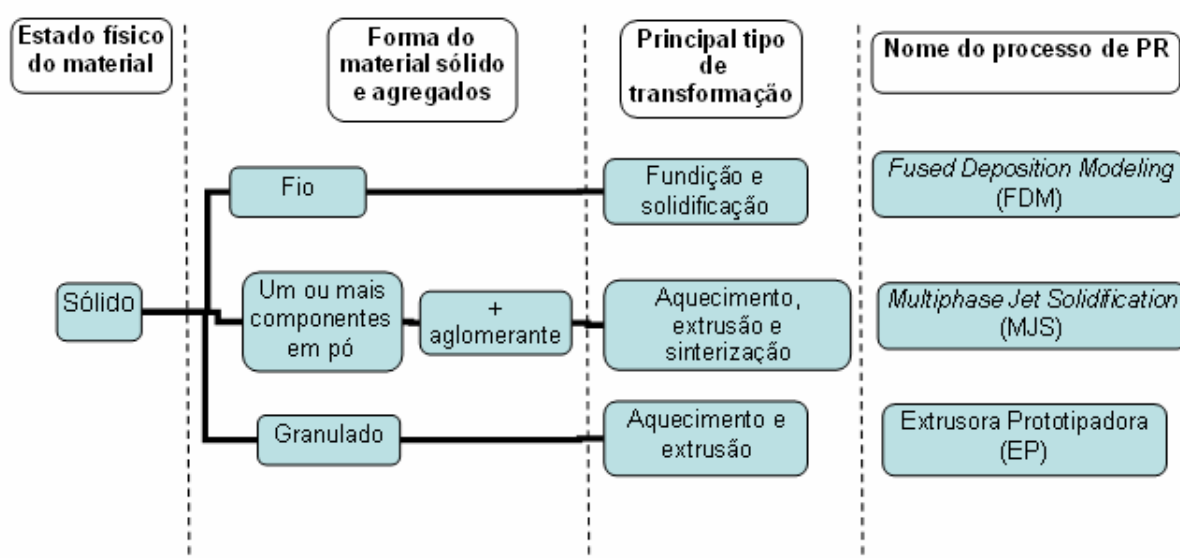 Estado físico
do material
Forma do
material sólido
e agregados
Principal tipo
de
transformação
Nome do processo de PR
Fio
Fundição e
solidificação
Fused Deposition Modeling
(FDM)
Sólido
Um ou mais
componentes
em pó
+
aglomerante
Aquecimento,
extrusão e
sinterização
Multiphase Jet Solidification
(MJS)
Granulado
Aquecimento e
extrusão
Extrusora Prototipadora
(EP)